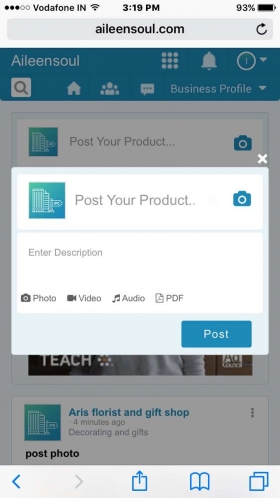 Vodafone IN 3:19 PM 93%
aileensoul.com
Aileensoul
Business Profile
Post Your Product...
Post Your Product..
Enter Description
Photo Video Audio PDF
Post
TEACH Ad
COUNCIL
Aris florist and gift shop
4 minutes ago
Decorating and gifts
post photo